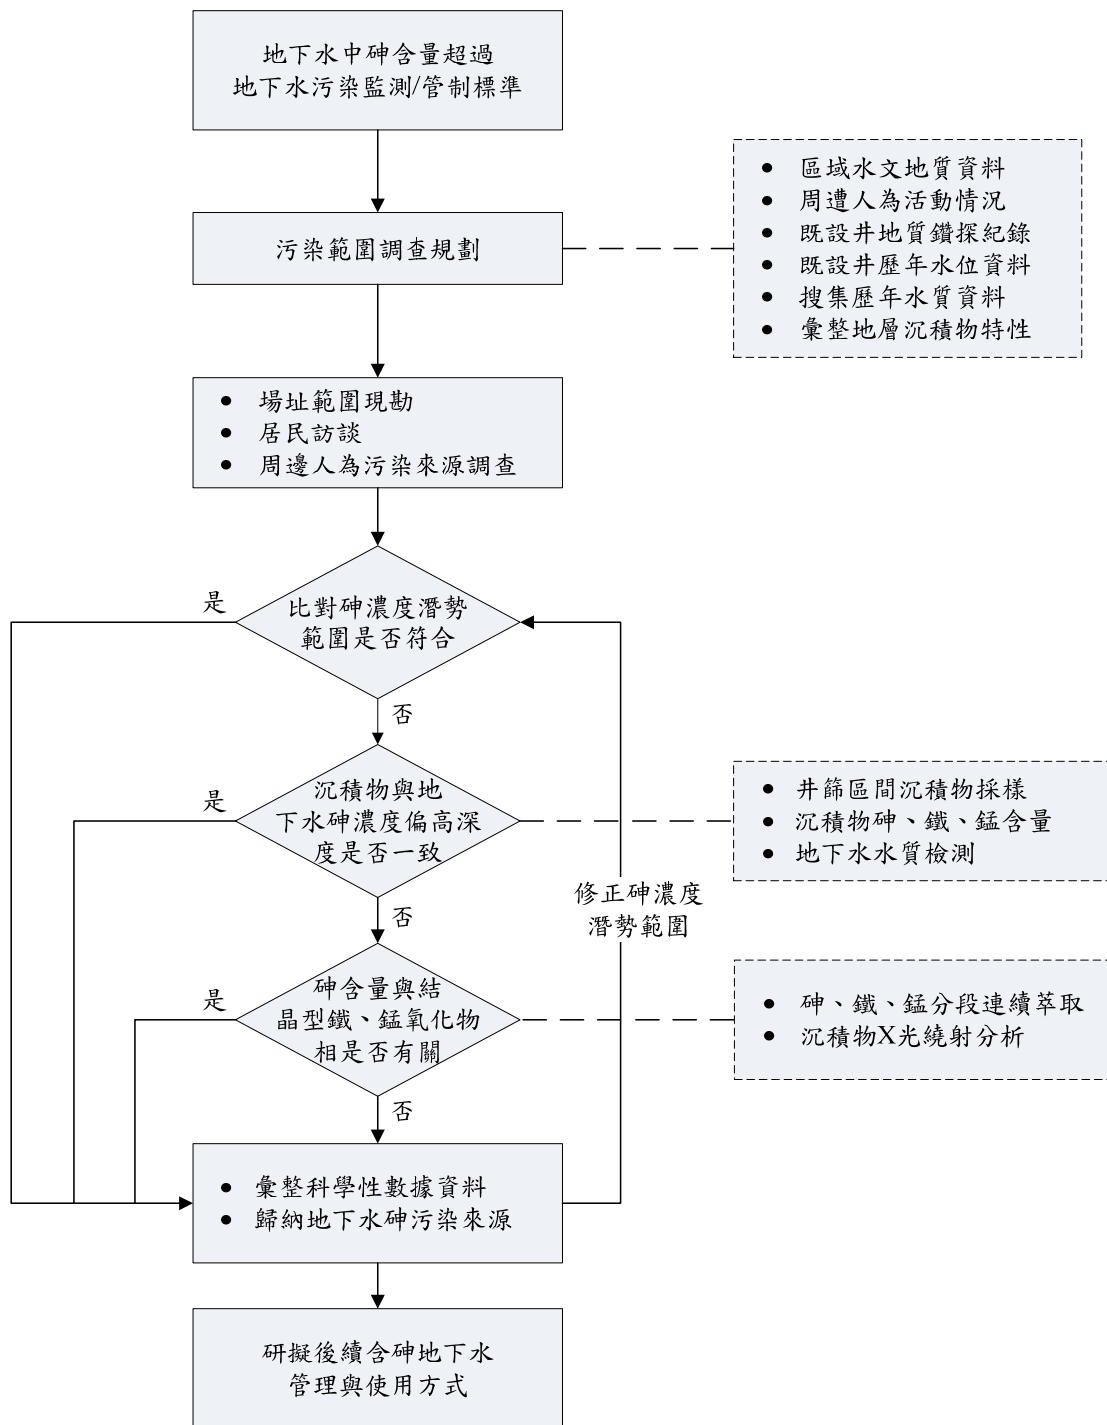 地下水中砷含量超過
地下水污染監測/管制標準
污染範圍調查規劃
● 區域水文地質資料
● 周遭人為活動情況
● 既設井地質鑽探紀錄
● 既設井歷年水位資料
● 搜集歷年水質資料
● 彙整地層沉積物特性
● 場址範圍現勘
● 居民訪談
● 周邊人為污染來源調查
是
比對砷濃度潛勢
範圍是否符合
否
是
沉積物與地
下水砷濃度偏高深
度是否一致
● 井篩區間沉積物採樣
● 沉積物砷、鐵、錳含量
● 地下水水質檢測
修正砷濃度
潛勢範圍
否
是
砷含量與結
晶型鐵、錳氧化物
相是否有關
● 砷、鐵、錳分段連續萃取
● 沉積物X光繞射分析
否
● 彙整科學性數據資料
● 歸納地下水砷污染來源
研擬後續含砷地下水
管理與使用方式